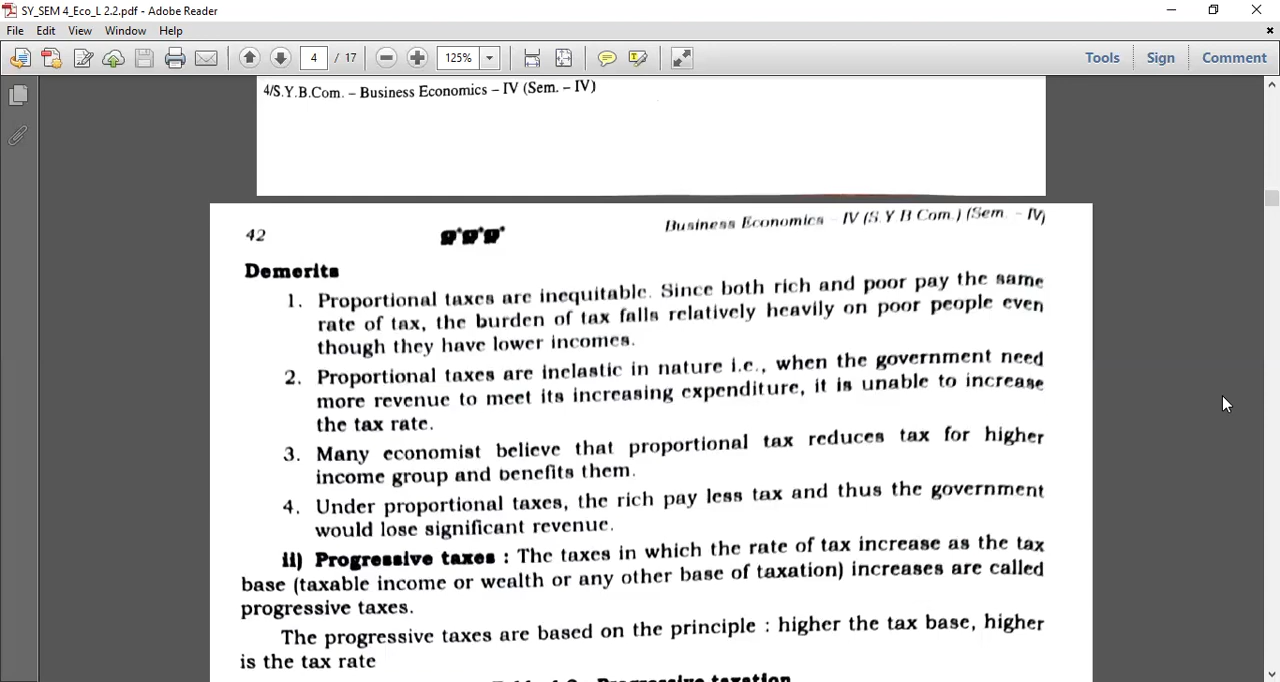 SY_SEM 4_Eco_L 2.2.pdf - Adobe Reader
File Edit View Window Help
4 / 17 125% Tools Sign Comment
4/S.Y.B.Com. – Business Economics – IV (Sem. – IV)
42 Business Economics - IV (S.Y.B Com.) (Sem. - IV)
Demerits
1. Proportional taxes are inequitable. Since both rich and poor pay the same
rate of tax, the burden of tax falls relatively heavily on poor people even
though they have lower incomes.
2. Proportional taxes are inelastic in nature i.e., when the government need
more revenue to meet its increasing expenditure, it is unable to increase
the tax rate.
3. Many economist believe that proportional tax reduces tax for higher
income group and benefits them.
4. Under proportional taxes, the rich pay less tax and thus the government
would lose significant revenue.
ii) Progressive taxes : The taxes in which the rate of tax increase as the tax
base (taxable income or wealth or any other base of taxation) increases are called
progressive taxes.
The progressive taxes are based on the principle : higher the tax base, higher
is the tax rate
Progressive taxation